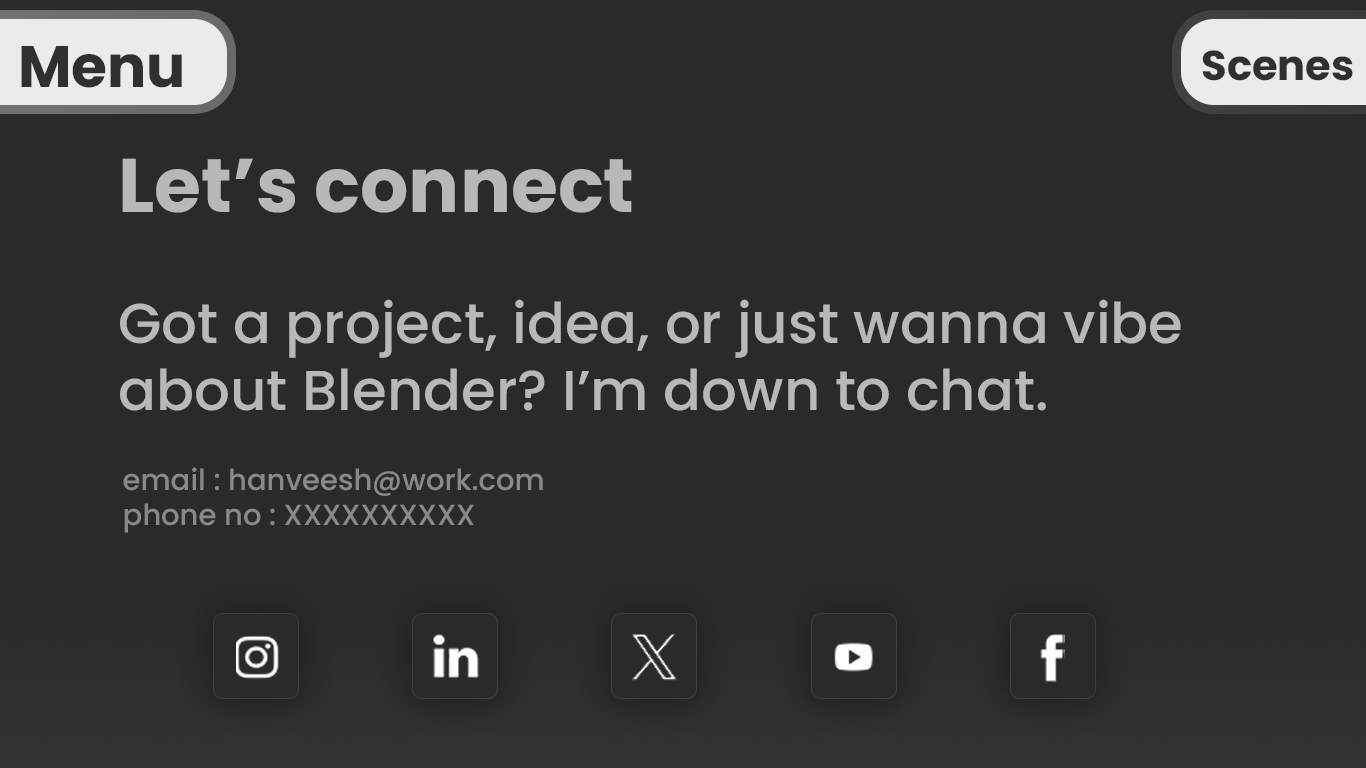 Menu
Scenes
Let’s connect
Got a project, idea, or just wanna vibe
about Blender? I’m down to chat.
email : hanveesh@work.com
phone no : XXXXXXXXXX
in
X
f